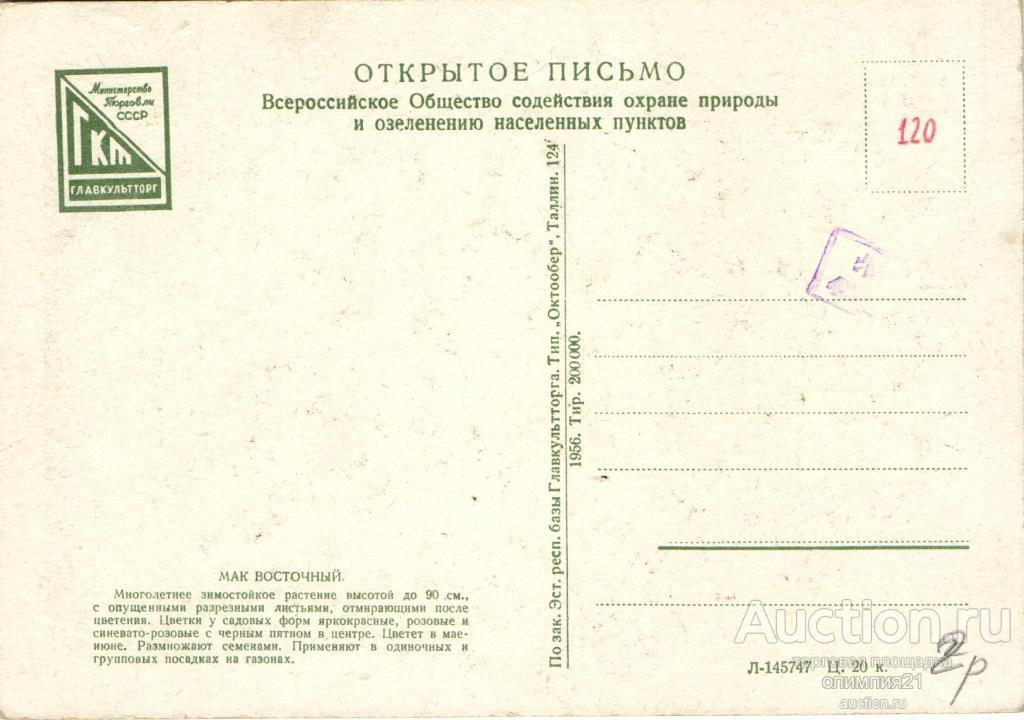 Министерство
Торговли
СССР
ГКТ
ГЛАВКУЛЬТТОРГ
ОТКРЫТОЕ ПИСЬМО
Всероссийское Общество содействия охране природы
и озеленению населенных пунктов
120
По зак. Эст. респ. базы Главкультторга. Тип. „Октообер“, Таллин. 124
1956. Тир. 200 000.
МАК ВОСТОЧНЫЙ.
Многолетнее зимостойкое растение высотой до 90 см.,
с опущенными разрезными листьями, отмирающими после
цветения. Цветки у садовых форм яркокрасные, розовые и
синевато-розовые с черным пятном в центре. Цветет в мае-
июне. Размножают семенами. Применяют в одиночных и
групповых посадках на газонах.
Л-145747 Ц. 20 к.
2р
Auction.ru
торговая площадка
олимпия21
auction.ru